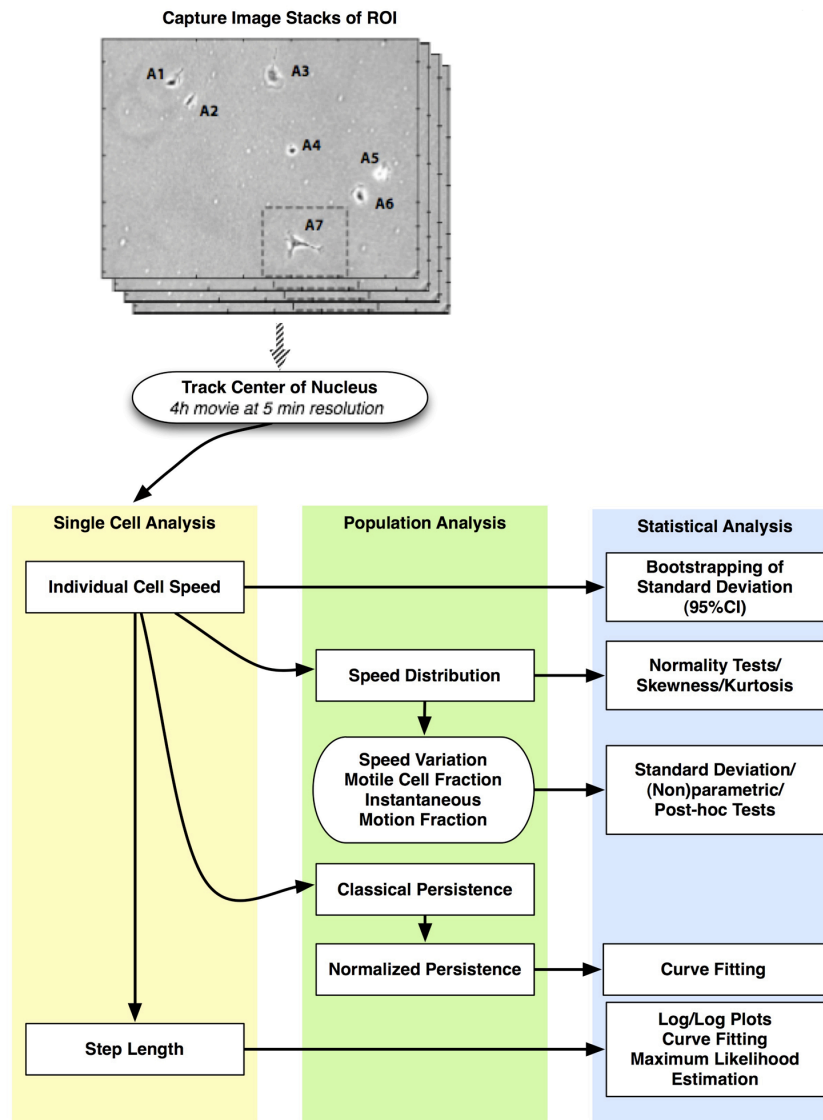 Capture Image Stacks of ROI
A1
A2
A3
A4
A5
A6
A7
Track Center of Nucleus
4h movie at 5 min resolution
Single Cell Analysis
Population Analysis
Statistical Analysis
Individual Cell Speed
Bootstrapping of
Standard Deviation
(95%CI)
Speed Distribution
Normality Tests/
Skewness/Kurtosis
Speed Variation
Motile Cell Fraction
Instantaneous
Motion Fraction
Standard Deviation/
(Non)parametric/
Post-hoc Tests
Classical Persistence
Normalized Persistence
Curve Fitting
Step Length
Log/Log Plots
Curve Fitting
Maximum Likelihood
Estimation